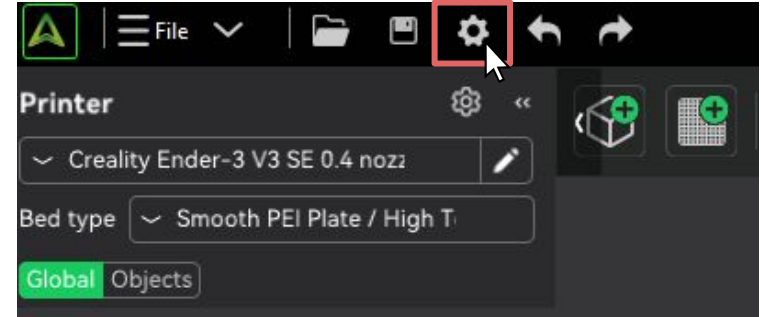 File
Printer
Creality Ender-3 V3 SE 0.4 nozz
Bed type Smooth PEI Plate / High T
Global Objects